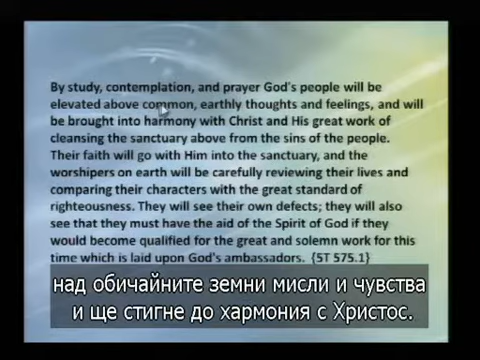 By study, contemplation, and prayer God's people will be
elevated above common, earthly thoughts and feelings, and will
be brought into harmony with Christ and His great work of
cleansing the sanctuary above from the sins of the people.
Their faith will go with Him into the sanctuary, and the
worshipers on earth will be carefully reviewing their lives and
comparing their characters with the great standard of
righteousness. They will see their own defects; they will also
see that they must have the aid of the Spirit of God if they
would become qualified for the great and solemn work for this
time which is laid upon God's ambassadors. {5T 575.1}
над обичайните земни мисли и чувства
и ще стигне до хармония с Христос.